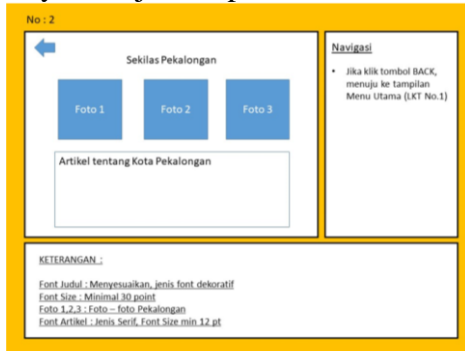 No : 2
Sekilas Pekalongan
Foto 1
Foto 2
Foto 3
Artikel tentang Kota Pekalongan
Navigasi
• Jika klik tombol BACK,
menuju ke tampilan
Menu Utama (LKT No.1)
KETERANGAN :
Font Judul : Menyesuaikan, jenis font dekoratif
Font Size : Minimal 30 point
Foto 1,2,3 : Foto – foto Pekalongan
Font Artikel : Jenis Serif, Font Size min 12 pt